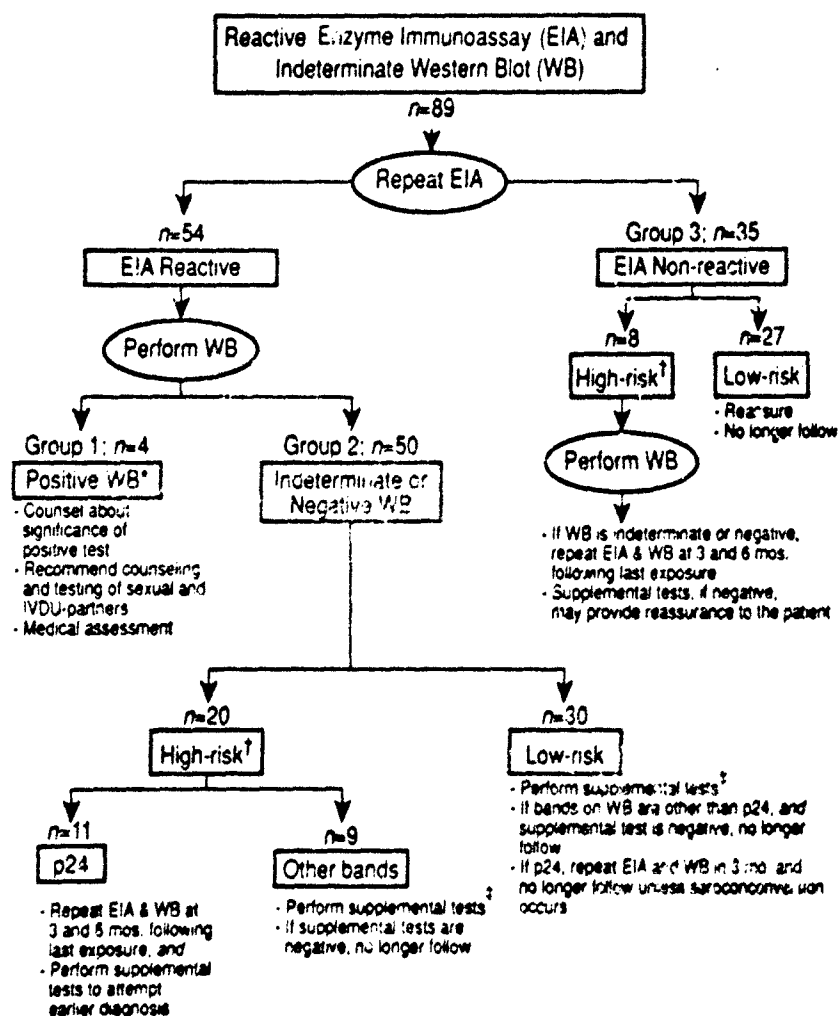 Reactive Enzyme Immunoassay (EIA) and
Indeterminate Western Blot (WB)
n=89
Repeat EIA
n=54
EIA Reactive
Group 3; n=35
EIA Non-reactive
Perform WB
n=8
High-risk†
n=27
Low-risk
- Reassure
- No longer follow
Group 1; n=4
Positive WB*
- Counsel about
significance of
positive test
- Recommend counseling
and testing of sexual and
IVDU-partners
- Medical assessment
Group 2; n=50
Indeterminate or
Negative WB
Perform WB
- If WB is indeterminate or negative,
repeat EIA & WB at 3 and 6 mos.
following last exposure
- Supplemental tests, if negative,
may provide reassurance to the patient
n=20
High-risk†
n=30
Low-risk
- Perform supplemental tests‡
- If bands on WB are other than p24, and
supplemental test is negative, no longer
follow
- If p24, repeat EIA and WB in 3 mo. and
no longer follow unless seroconversion
occurs
n=11
p24
- Repeat EIA & WB at
3 and 6 mos. following
last exposure, and
- Perform supplemental
tests to attempt
earlier diagnosis
n=9
Other bands
- Perform supplemental tests‡
- If supplemental tests are
negative, no longer follow